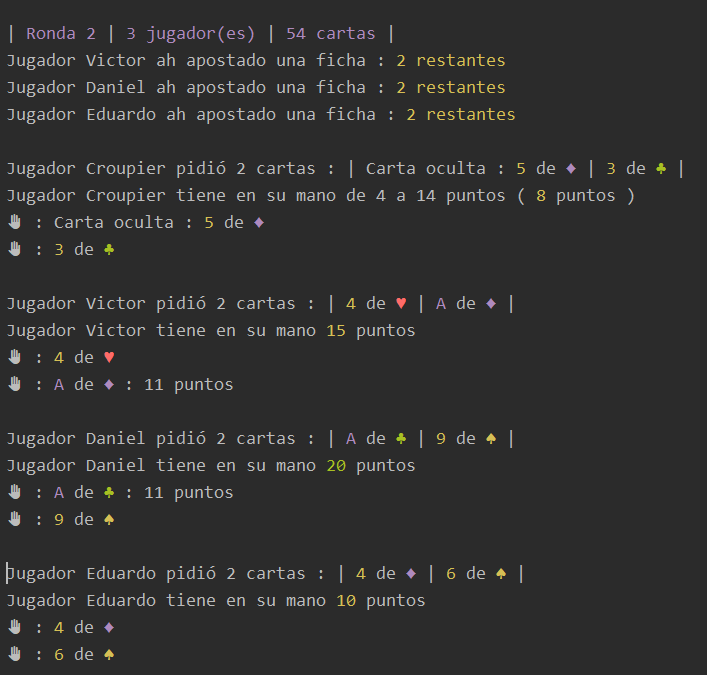 | Ronda 2 | 3 jugador(es) | 54 cartas |
Jugador Victor ah apostado una ficha : 2 restantes
Jugador Daniel ah apostado una ficha : 2 restantes
Jugador Eduardo ah apostado una ficha : 2 restantes
Jugador Croupier pidió 2 cartas : | Carta oculta : 5 de ♦ | 3 de ♣ |
Jugador Croupier tiene en su mano de 4 a 14 puntos ( 8 puntos )
🖐 : Carta oculta : 5 de ♦
🖐 : 3 de ♣
Jugador Victor pidió 2 cartas : | 4 de ♥ | A de ♦ |
Jugador Victor tiene en su mano 15 puntos
🖐 : 4 de ♥
🖐 : A de ♦ : 11 puntos
Jugador Daniel pidió 2 cartas : | A de ♣ | 9 de ♠ |
Jugador Daniel tiene en su mano 20 puntos
🖐 : A de ♣ : 11 puntos
🖐 : 9 de ♠
Jugador Eduardo pidió 2 cartas : | 4 de ♦ | 6 de ♠ |
Jugador Eduardo tiene en su mano 10 puntos
🖐 : 4 de ♦
🖐 : 6 de ♠